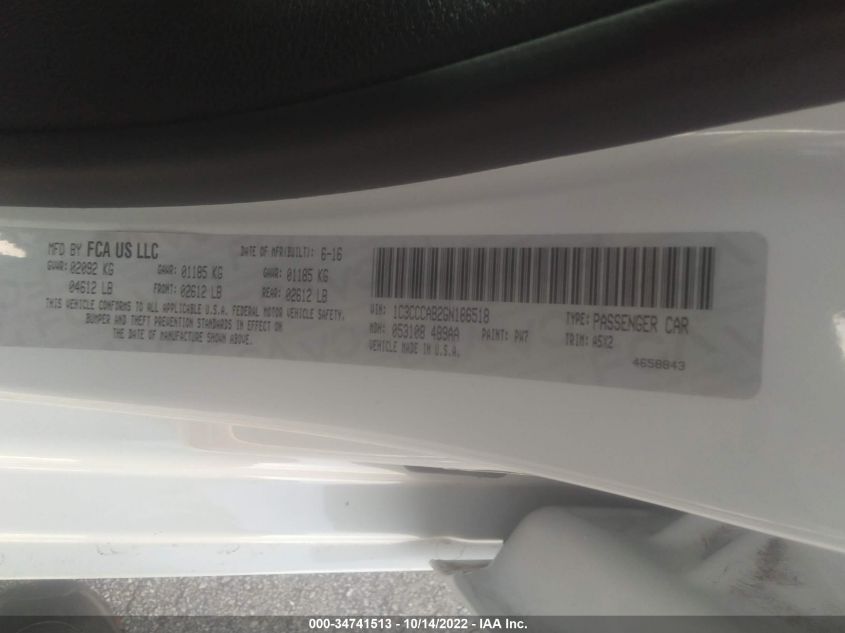 MFD BY FCA US LLC DATE OF MFR(BUILT): 6-16
GVWR: 02092 KG GAWR: 01185 KG GAWR: 01185 KG
04612 LB FRONT: 02612 LB REAR: 02612 LB
THIS VEHICLE CONFORMS TO ALL APPLICABLE U.S.A. FEDERAL MOTOR VEHICLE SAFETY,
BUMPER AND THEFT PREVENTION STANDARDS IN EFFECT ON
THE DATE OF MANUFACTURE SHOWN ABOVE.
VIN: 1C3CCCAB2GN186518 TYPE: PASSENGER CAR
MDH: 053108 489AA PAINT: PW7 TRIM: A5X2
VEHICLE MADE IN U.S.A. 4658843
000-34741513 - 10/14/2022 - IAA Inc.